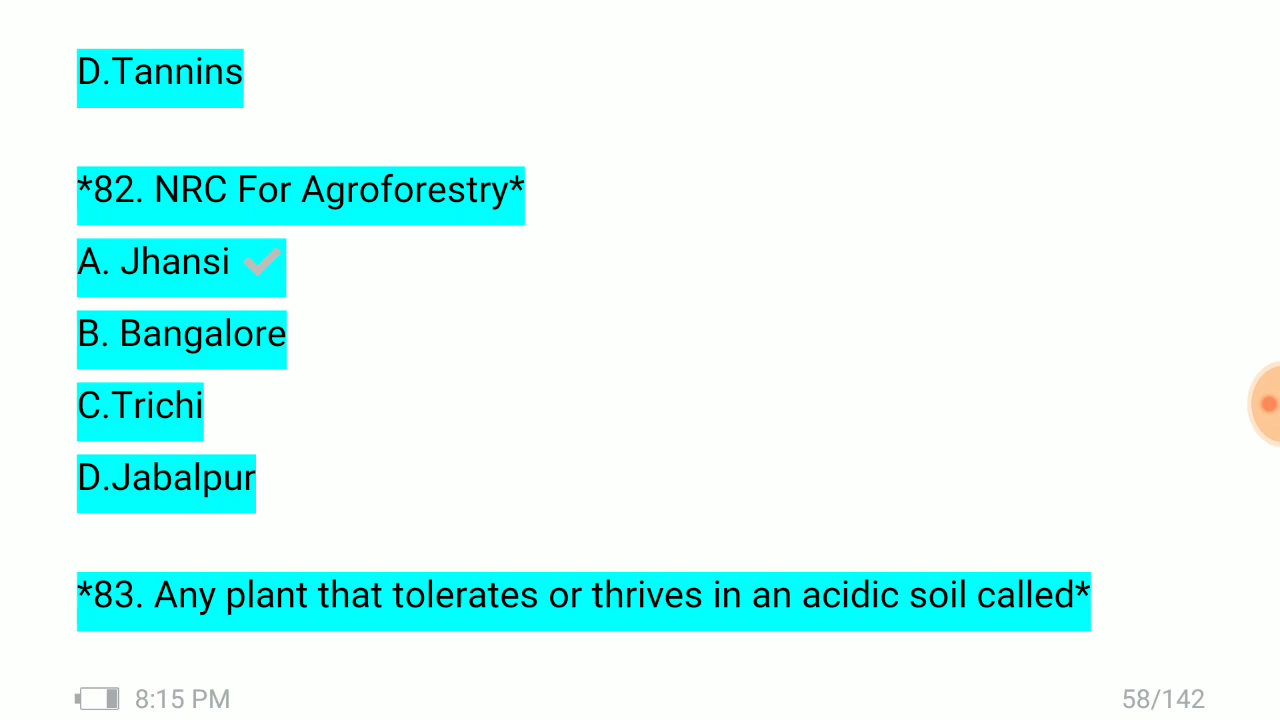 D.Tannins
*82. NRC For Agroforestry*
A. Jhansi ✔
B. Bangalore
C.Trichi
D.Jabalpur
*83. Any plant that tolerates or thrives in an acidic soil called*
8:15 PM
58/142